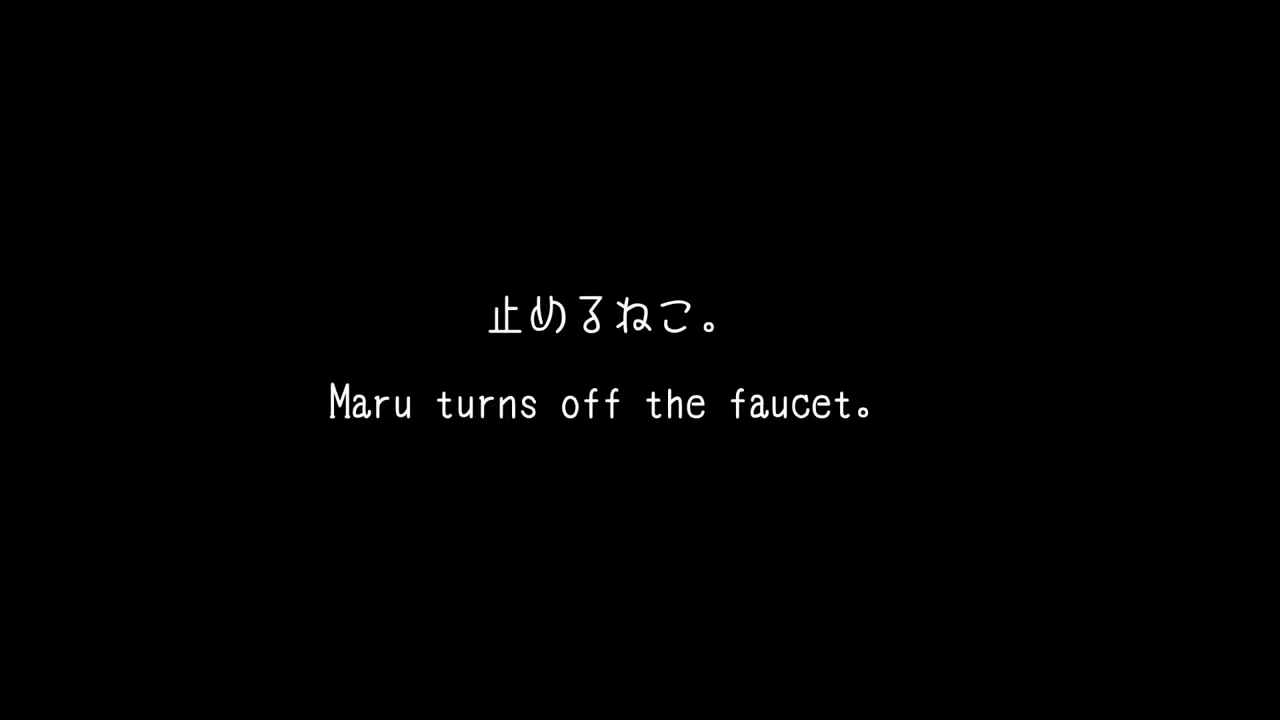 止めるねこ。
Maru turns off the faucet。